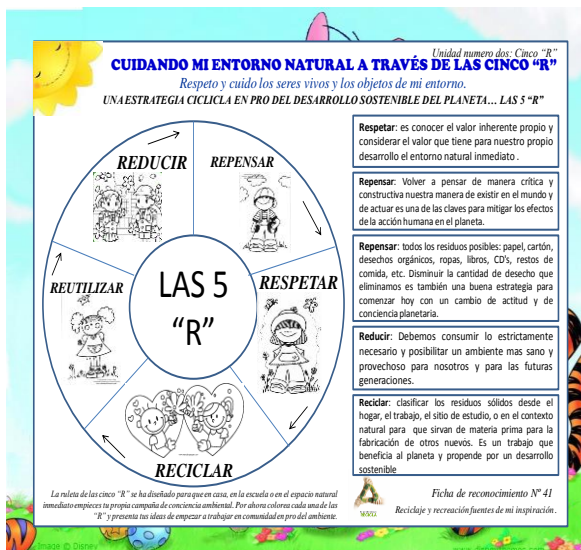 Unidad numero dos: Cinco "R"
CUIDANDO MI ENTORNO NATURAL A TRAVÉS DE LAS CINCO "R"
Respeto y cuido los seres vivos y los objetos de mi entorno.
UNA ESTRATEGIA CICLICLA EN PRO DEL DESARROLLO SOSTENIBLE DEL PLANETA… LAS 5 "R"
REDUCIR
REPENSAR
REUTILIZAR
RESPETAR
LAS 5
"R"
RECICLAR
Respetar: es conocer el valor inherente propio y
considerar el valor que tiene para nuestro propio
desarrollo el entorno natural inmediato .
Repensar: Volver a pensar de manera crítica y
constructiva nuestra manera de existir en el mundo y
de actuar es una de las claves para mitigar los efectos
de la acción humana en el planeta.
Repensar: todos los residuos posibles: papel, cartón,
desechos orgánicos, ropas, libros, CD's, restos de
comida, etc. Disminuir la cantidad de desecho que
eliminamos es también una buena estrategia para
comenzar hoy con un cambio de actitud y de
conciencia planetaria.
Reducir: Debemos consumir lo estrictamente
necesario y posibilitar un ambiente mas sano y
provechoso para nosotros y para las futuras
generaciones.
Reciclar: clasificar los residuos sólidos desde el
hogar, el trabajo, el sitio de estudio, o en el contexto
natural para que sirvan de materia prima para la
fabricación de otros nuevos. Es un trabajo que
beneficia al planeta y propende por un desarrollo
sostenible
La ruleta de las cinco "R" se ha diseñado para que en casa, en la escuela o en el espacio natural
inmediato empieces tu propia campaña de conciencia ambiental. Por ahora colorea cada una de las
"R" y presenta tus ideas de empezar a trabajar en comunidad en pro del ambiente.
Ficha de reconocimiento Nº 41
Reciclaje y recreación fuentes de mi inspiración.
Image © Disney